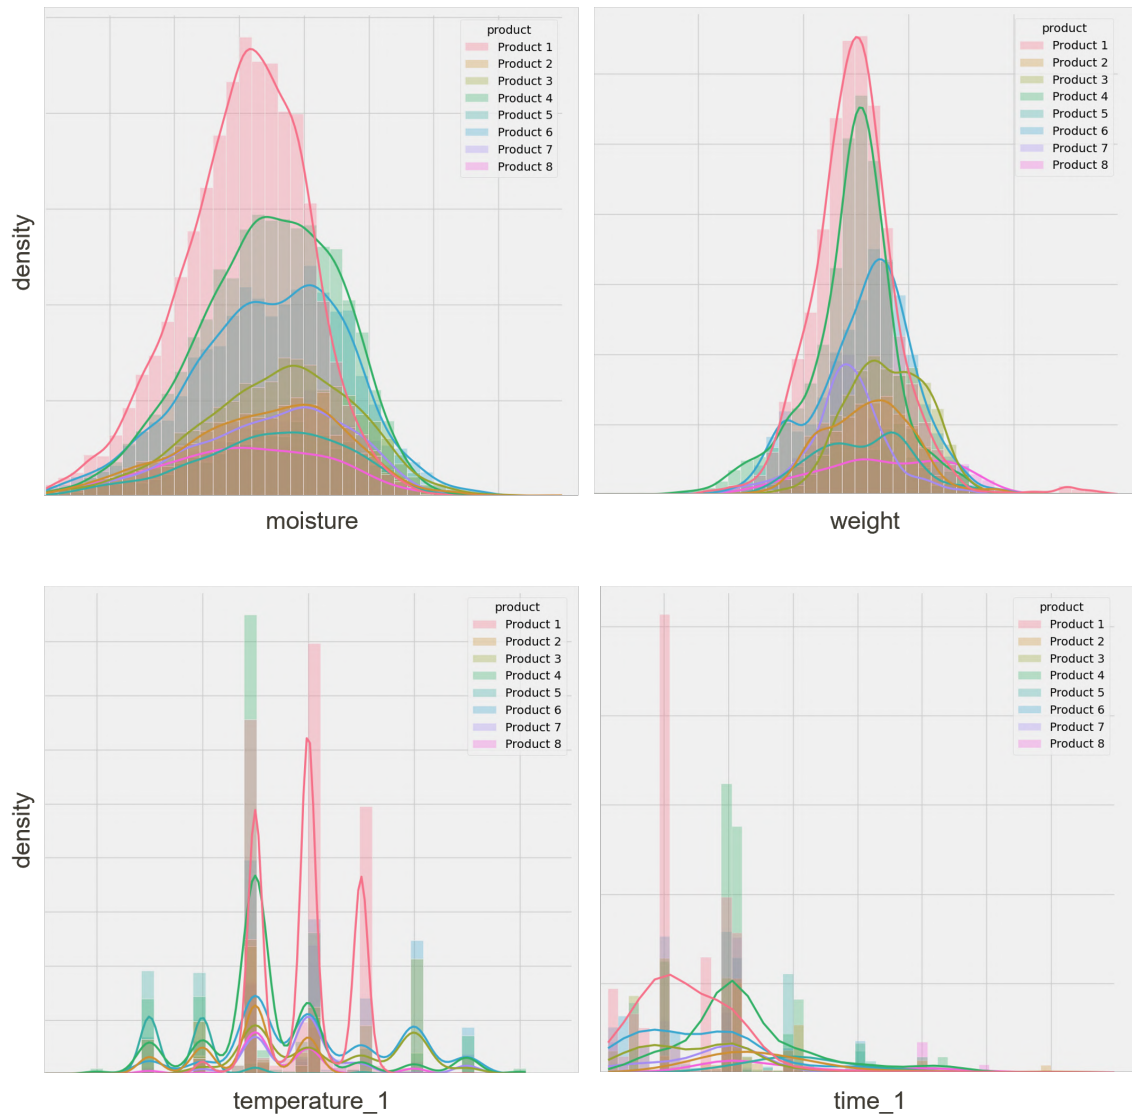 product
Product 1
Product 2
Product 3
Product 4
Product 5
Product 6
Product 7
Product 8
density
moisture
product
Product 1
Product 2
Product 3
Product 4
Product 5
Product 6
Product 7
Product 8
weight
product
Product 1
Product 2
Product 3
Product 4
Product 5
Product 6
Product 7
Product 8
density
temperature_1
product
Product 1
Product 2
Product 3
Product 4
Product 5
Product 6
Product 7
Product 8
time_1